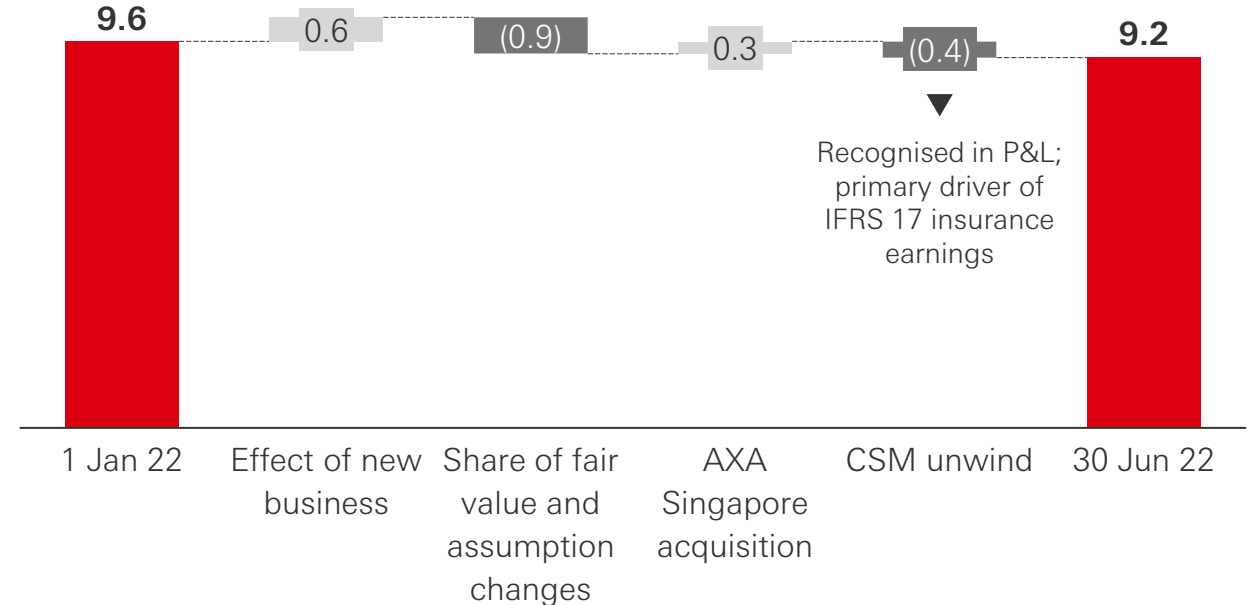 9.6
0.6
(0.9)
0.3
(0.4)
9.2
Recognised in P&L;
primary driver of
IFRS 17 insurance
earnings
1 Jan 22
Effect of new
business
Share of fair
value and
assumption
changes
AXA
Singapore
acquisition
CSM unwind
30 Jun 22